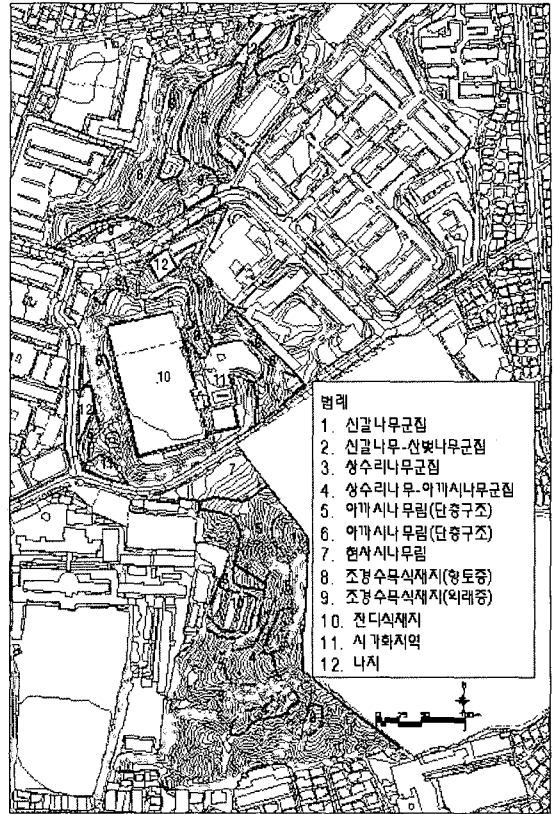 범례
1. 신갈나무군집
2. 신갈나무-산벚나무군집
3. 상수리나무군집
4. 상수리나무-아까시나무군집
5. 아까시나무림(단층구조)
6. 아까시나무림(단층구조)
7. 현사시나무림
8. 조경수목식재지(향토종)
9. 조경수목식재지(외래종)
10. 잔디식재지
11. 시가화지역
12. 나지
12
10
11
12
7